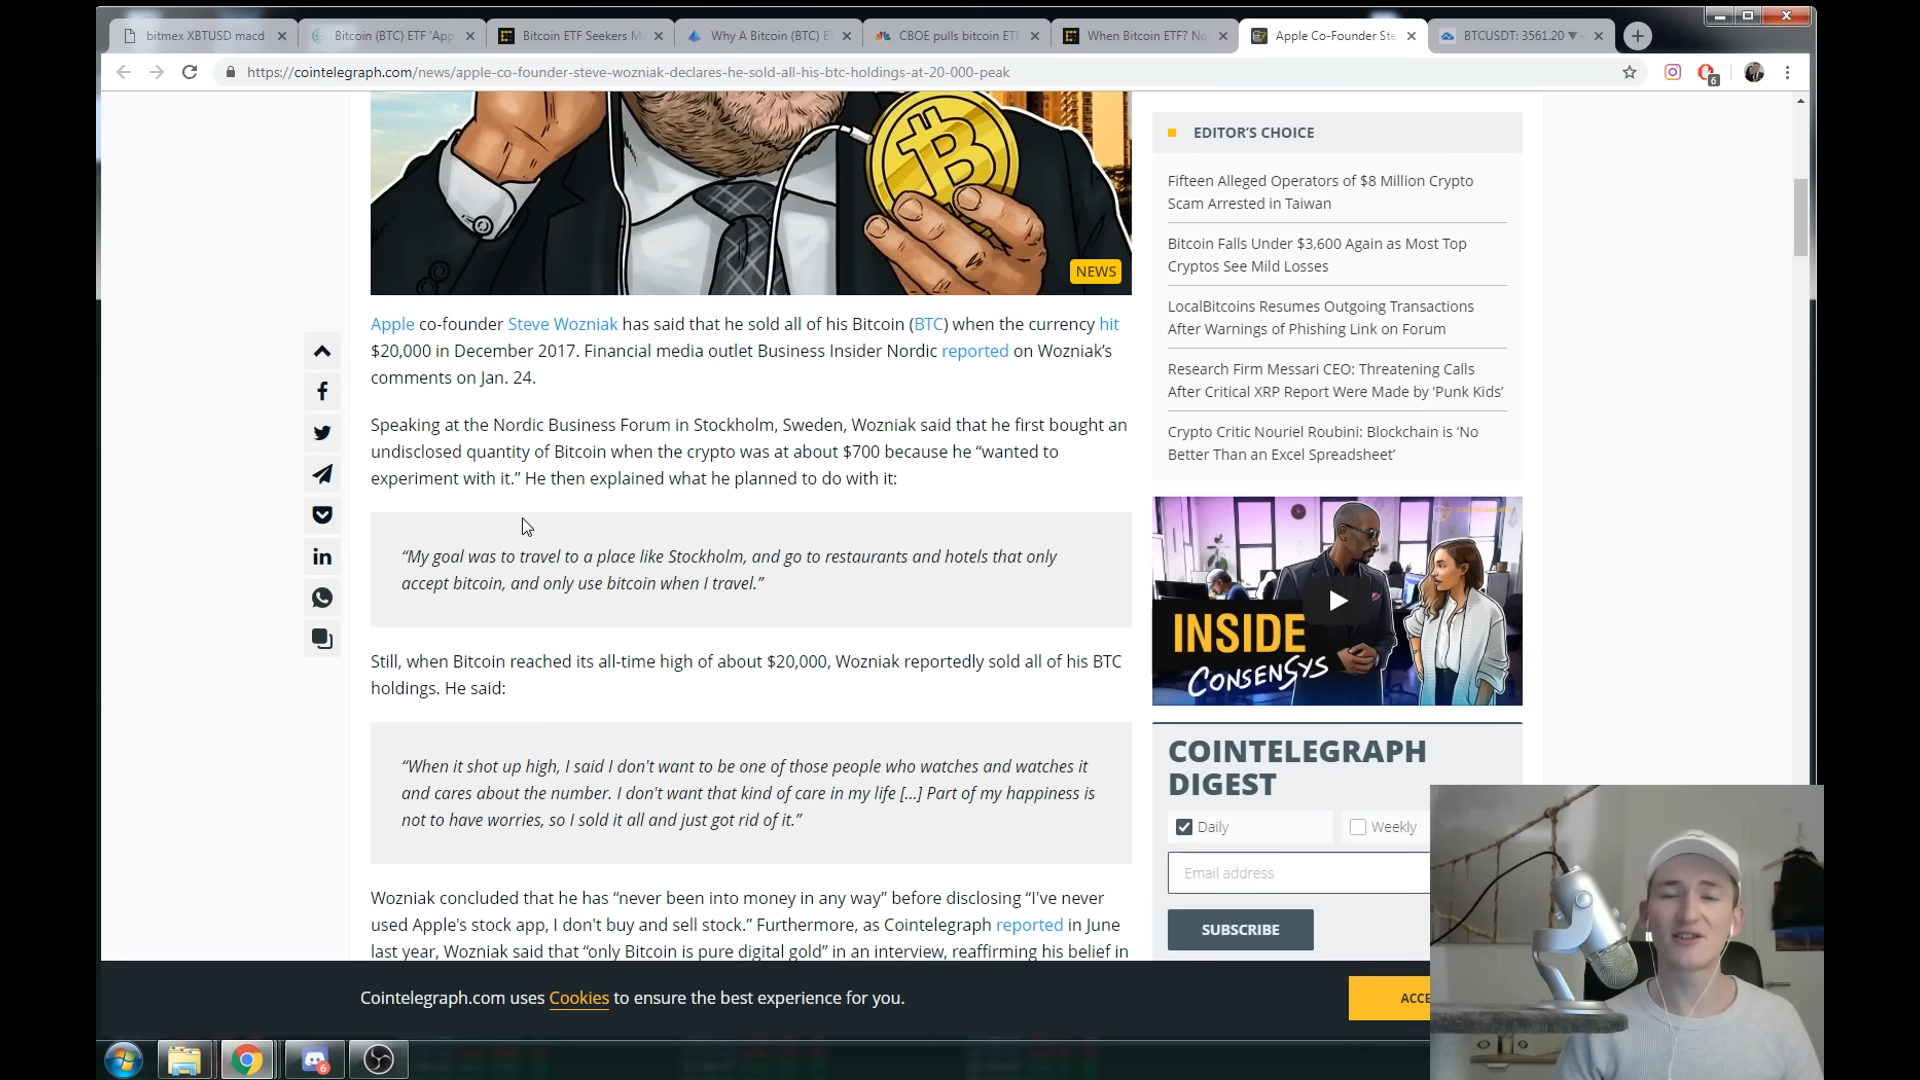 bitmex XBTUSD macd
Bitcoin (BTC) ETF 'App
Bitcoin ETF Seekers M
Why A Bitcoin (BTC) E
CBOE pulls bitcoin ETF
When Bitcoin ETF? No
Apple Co-Founder Ste
BTCUSDT: 3561.20 ▼
https://cointelegraph.com/news/apple-co-founder-steve-wozniak-declares-he-sold-all-his-btc-holdings-at-20-000-peak
6
NEWS
Apple co-founder Steve Wozniak has said that he sold all of his Bitcoin (BTC) when the currency hit
$20,000 in December 2017. Financial media outlet Business Insider Nordic reported on Wozniak’s
comments on Jan. 24.
Speaking at the Nordic Business Forum in Stockholm, Sweden, Wozniak said that he first bought an
undisclosed quantity of Bitcoin when the crypto was at about $700 because he “wanted to
experiment with it.” He then explained what he planned to do with it:
“My goal was to travel to a place like Stockholm, and go to restaurants and hotels that only
accept bitcoin, and only use bitcoin when I travel.”
Still, when Bitcoin reached its all-time high of about $20,000, Wozniak reportedly sold all of his BTC
holdings. He said:
“When it shot up high, I said I don't want to be one of those people who watches and watches it
and cares about the number. I don't want that kind of care in my life [...] Part of my happiness is
not to have worries, so I sold it all and just got rid of it.”
Wozniak concluded that he has “never been into money in any way” before disclosing “I've never
used Apple's stock app, I don't buy and sell stock.” Furthermore, as Cointelegraph reported in June
last year, Wozniak said that “only Bitcoin is pure digital gold” in an interview, reaffirming his belief in
EDITOR’S CHOICE
Fifteen Alleged Operators of $8 Million Crypto
Scam Arrested in Taiwan
Bitcoin Falls Under $3,600 Again as Most Top
Cryptos See Mild Losses
LocalBitcoins Resumes Outgoing Transactions
After Warnings of Phishing Link on Forum
Research Firm Messari CEO: Threatening Calls
After Critical XRP Report Were Made by ‘Punk Kids’
Crypto Critic Nouriel Roubini: Blockchain is ‘No
Better Than an Excel Spreadsheet’
INSIDE
CONSENSYS
COINTELEGRAPH
DIGEST
Daily
Weekly
Email address
SUBSCRIBE
Cointelegraph.com uses Cookies to ensure the best experience for you.
ACCE
6